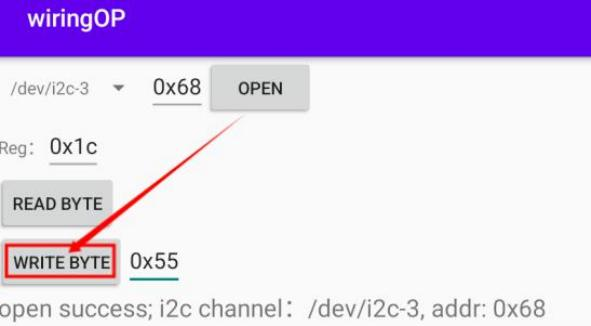 wiringOP
/dev/i2c-3 0x68 OPEN
Reg: 0x1c
READ BYTE
WRITE BYTE 0x55
open success; i2c channel: /dev/i2c-3, addr: 0x68